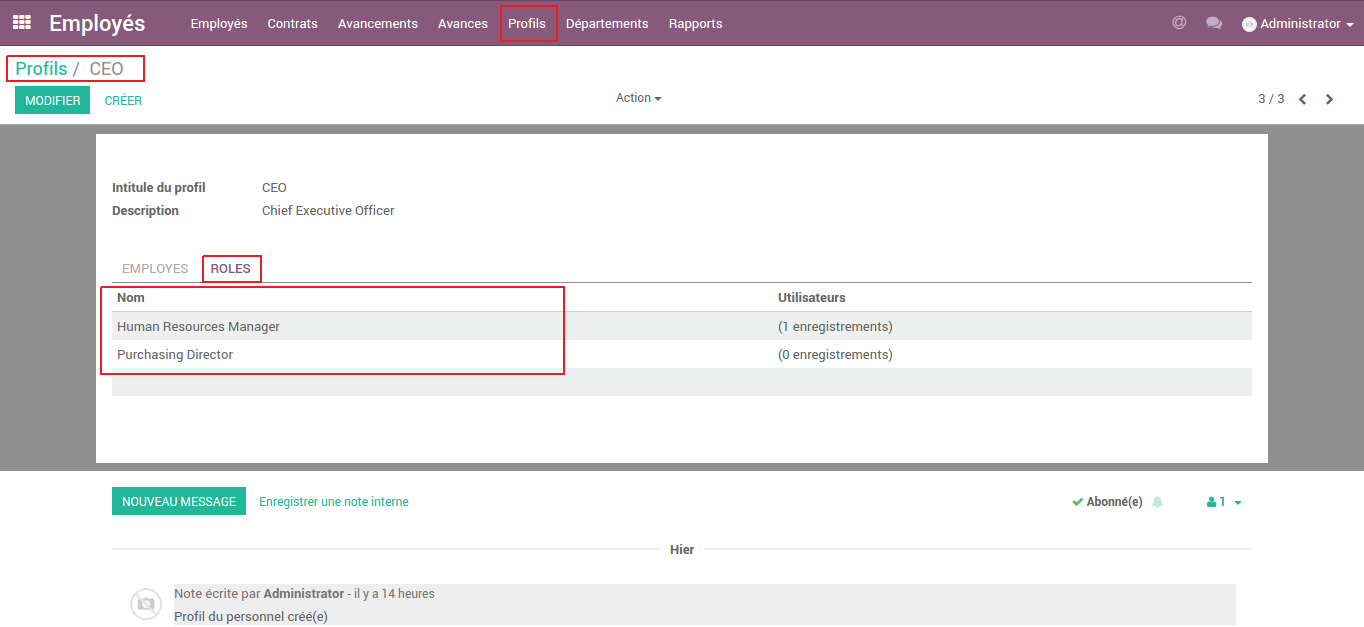 Employés Employés Contrats Avancements Avances Profils Départements Rapports @ Administrator
Profils / CEO
MODIFIER CRÉER Action 3 / 3
Intitule du profil CEO
Description Chief Executive Officer
EMPLOYES ROLES
Nom Utilisateurs
Human Resources Manager (1 enregistrements)
Purchasing Director (0 enregistrements)
NOUVEAU MESSAGE Enregistrer une note interne Abonné(e) 1
Hier
Note écrite par Administrator - il y a 14 heures
Profil du personnel créé(e)